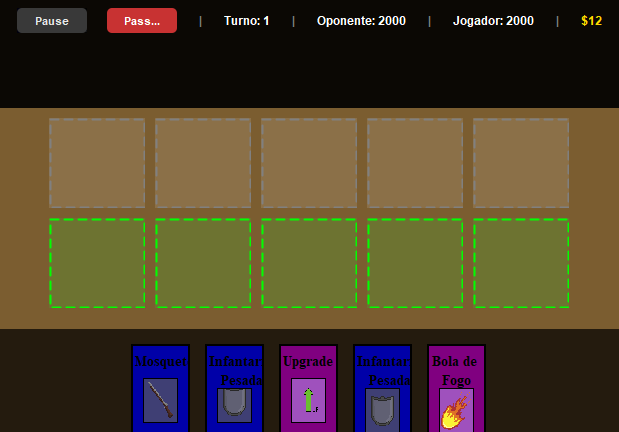 Pause Pass... | Turno: 1 | Oponente: 2000 | Jogador: 2000 | $12
Mosquet Infantar Upgrade Infantar Bola de
Pesada Pesada Fogo